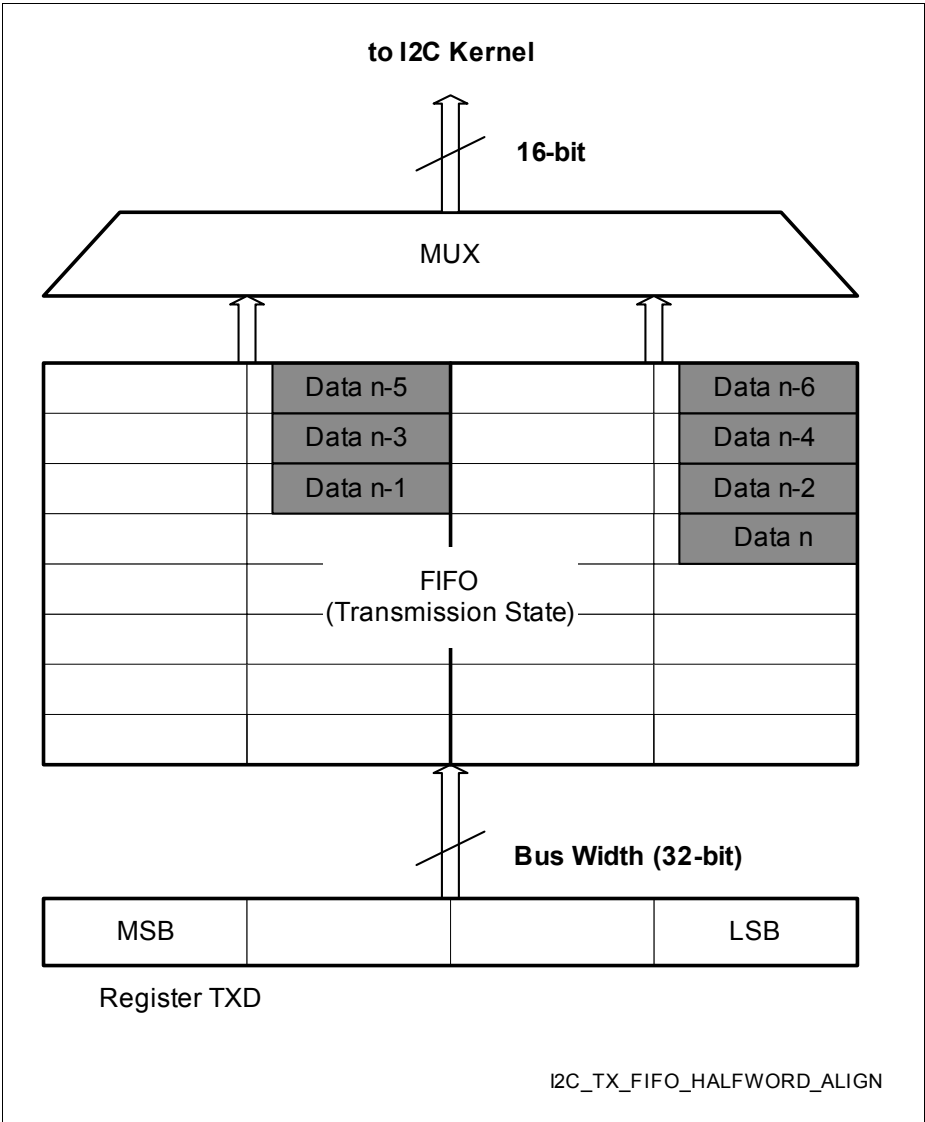 to I2C Kernel
16-bit
MUX
Data n-5 Data n-6
Data n-3 Data n-4
Data n-1 Data n-2
Data n
FIFO
(Transmission State)
Bus Width (32-bit)
MSB LSB
Register TXD
I2C_TX_FIFO_HALFWORD_ALIGN